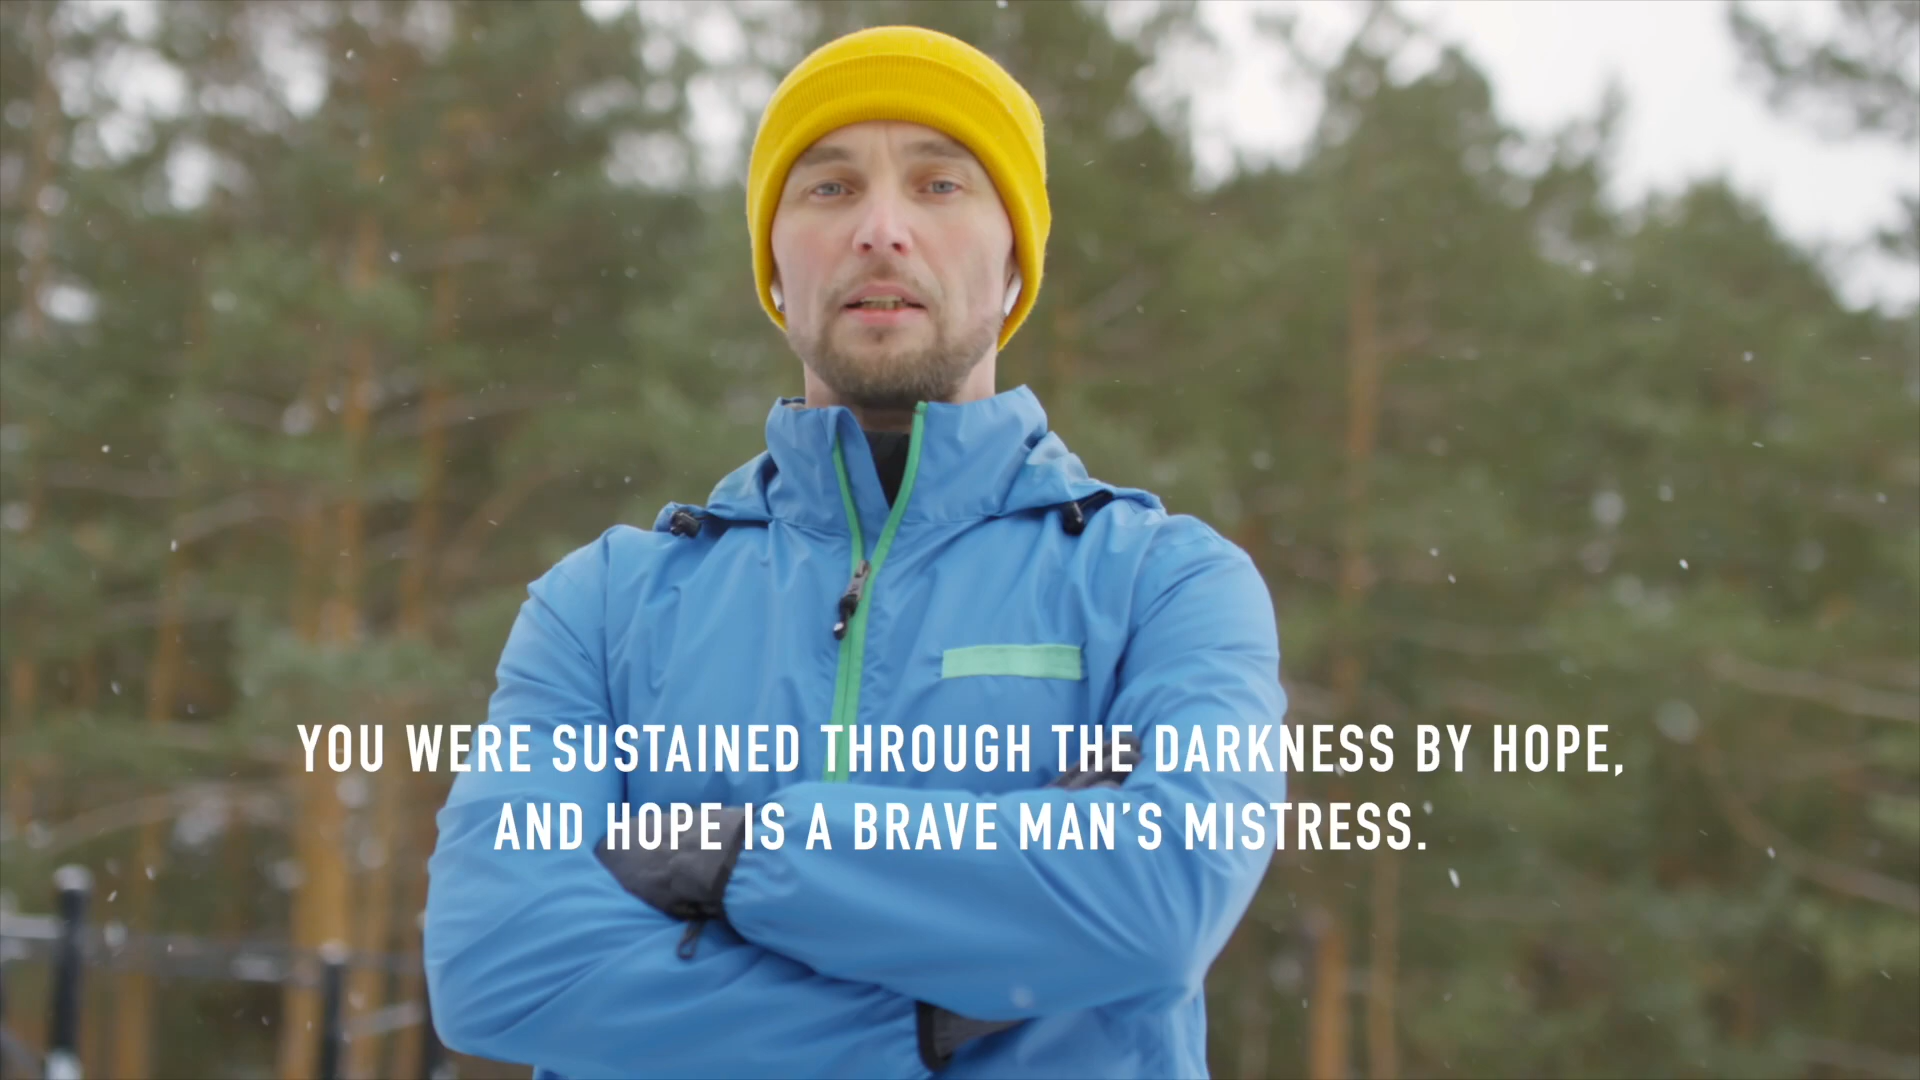 YOU WERE SUSTAINED THROUGH THE DARKNESS BY HOPE,
AND HOPE IS A BRAVE MAN’S MISTRESS.